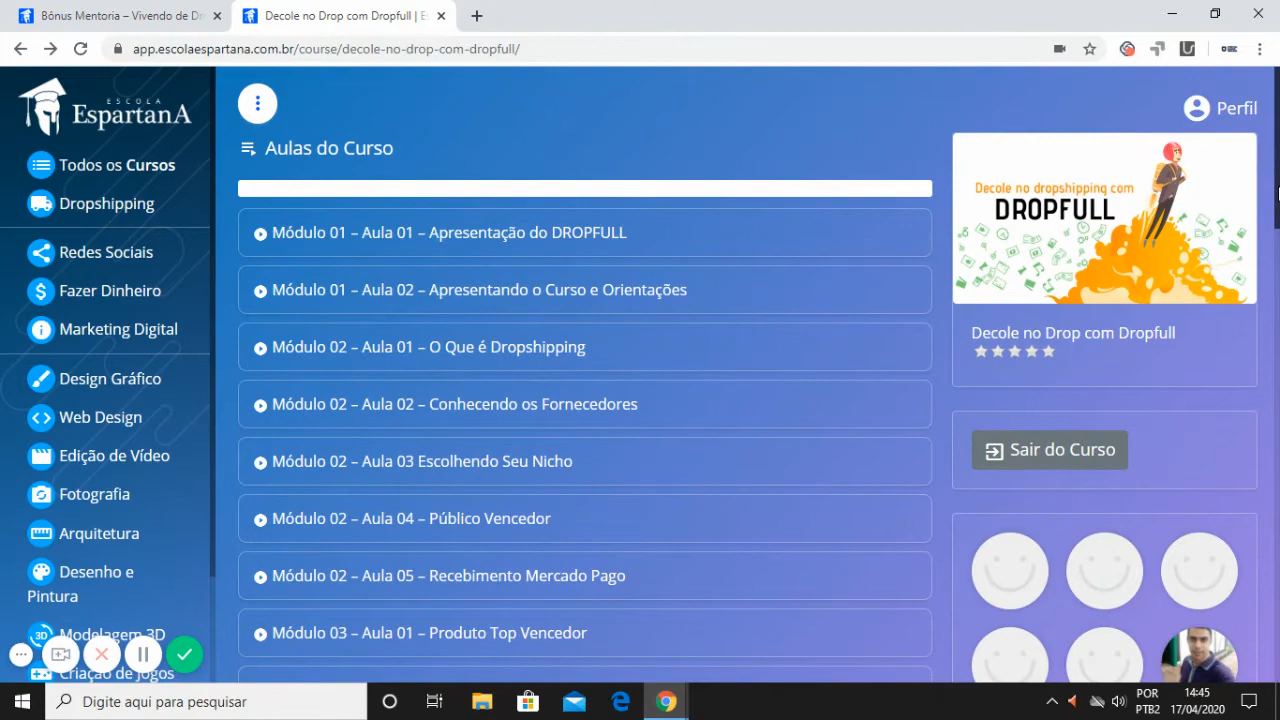 Bônus Mentoria – Vivendo de Dr
Decole no Drop com Dropfull | E
app.escolaespartana.com.br/course/decole-no-drop-com-dropfull/
ESCOLA
EspartanA
Todos os Cursos
Dropshipping
Redes Sociais
Fazer Dinheiro
Marketing Digital
Design Gráfico
Web Design
Edição de Vídeo
Fotografia
Arquitetura
Desenho e
Pintura
3D
Modelagem 3D
Criação de Jogos
Aulas do Curso
Módulo 01 – Aula 01 – Apresentação do DROPFULL
Módulo 01 – Aula 02 – Apresentando o Curso e Orientações
Módulo 02 – Aula 01 – O Que é Dropshipping
Módulo 02 – Aula 02 – Conhecendo os Fornecedores
Módulo 02 – Aula 03 Escolhendo Seu Nicho
Módulo 02 – Aula 04 – Público Vencedor
Módulo 02 – Aula 05 – Recebimento Mercado Pago
Módulo 03 – Aula 01 – Produto Top Vencedor
Perfil
Decole no dropshipping com
DROPFULL
Decole no Drop com Dropfull
Sair do Curso
Digite aqui para pesquisar
POR
PTB2
14:45
17/04/2020